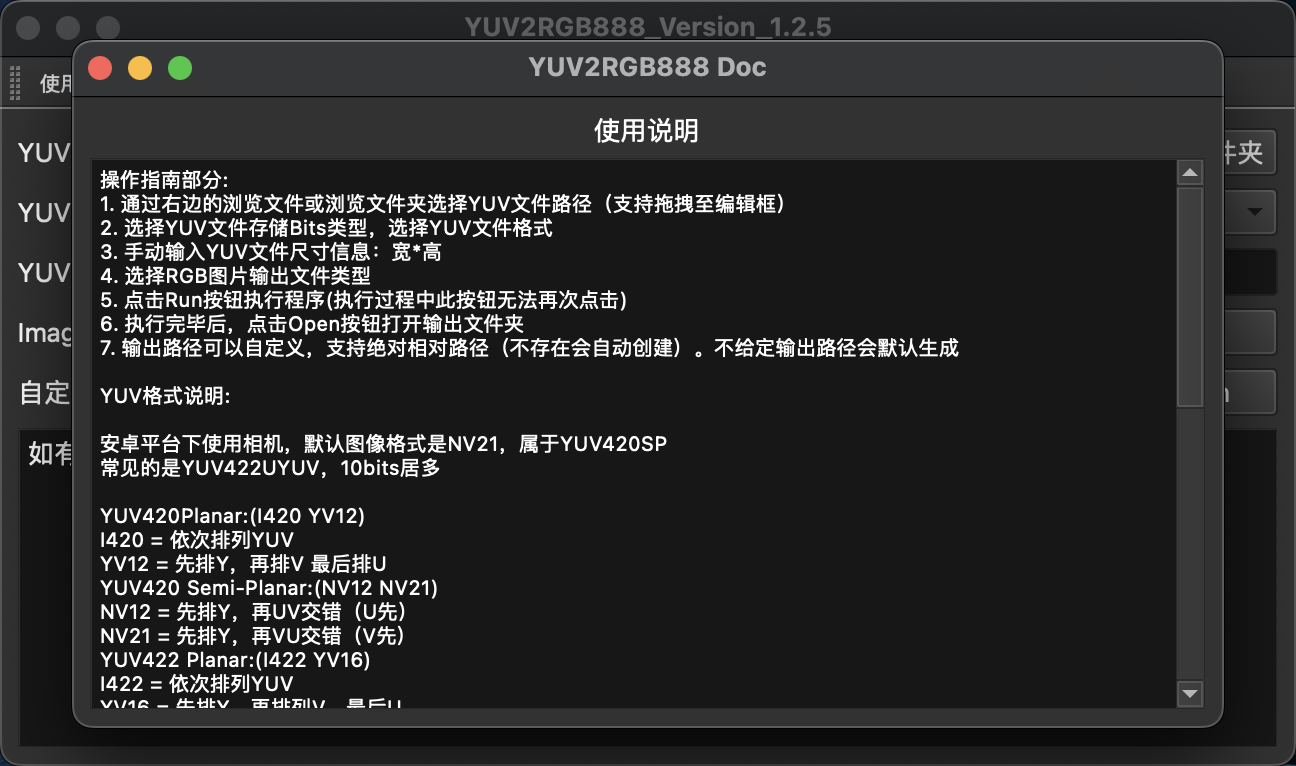 YUV2RGB888_Version_1.2.5
YUV2RGB888 Doc
使用
使用说明
YUV
件夹
YUV
YUV
Imag
自定
如有
操作指南部分:
1. 通过右边的浏览文件或浏览文件夹选择YUV文件路径（支持拖拽至编辑框）
2. 选择YUV文件存储Bits类型，选择YUV文件格式
3. 手动输入YUV文件尺寸信息：宽*高
4. 选择RGB图片输出文件类型
5. 点击Run按钮执行程序(执行过程中此按钮无法再次点击)
6. 执行完毕后，点击Open按钮打开输出文件夹
7. 输出路径可以自定义，支持绝对相对路径（不存在会自动创建）。不给定输出路径会默认生成
YUV格式说明:
安卓平台下使用相机，默认图像格式是NV21，属于YUV420SP
常见的是YUV422UYUV，10bits居多
YUV420Planar:(I420 YV12)
I420 = 依次排列YUV
YV12 = 先排Y，再排V 最后排U
YUV420 Semi-Planar:(NV12 NV21)
NV12 = 先排Y，再UV交错（U先）
NV21 = 先排Y，再VU交错（V先）
YUV422 Planar:(I422 YV16)
I422 = 依次排列YUV
YV16 = 先排Y，再排列V，最后U